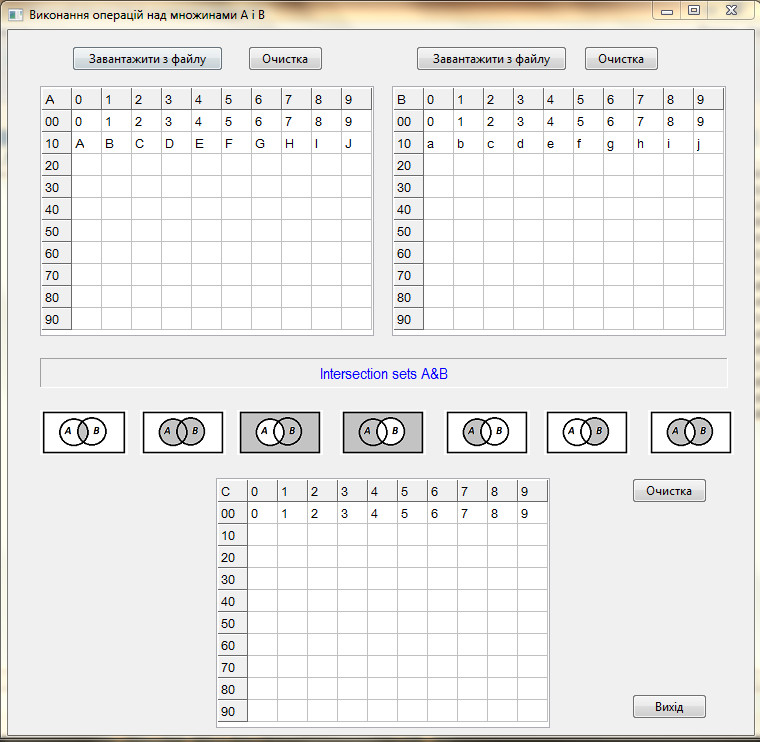 Виконання операцій над множинами А і В
Завантажити з файлу Очистка Завантажити з файлу Очистка
A 0 1 2 3 4 5 6 7 8 9 B 0 1 2 3 4 5 6 7 8 9
00 0 1 2 3 4 5 6 7 8 9 00 0 1 2 3 4 5 6 7 8 9
10 A B C D E F G H I J 10 a b c d e f g h i j
20 20
30 30
40 40
50 50
60 60
70 70
80 80
90 90
Intersection sets A&B
A B A B A B A B A B A B A B
C 0 1 2 3 4 5 6 7 8 9 Очистка
00 0 1 2 3 4 5 6 7 8 9
10
20
30
40
50
60
70
80
90
Вихід